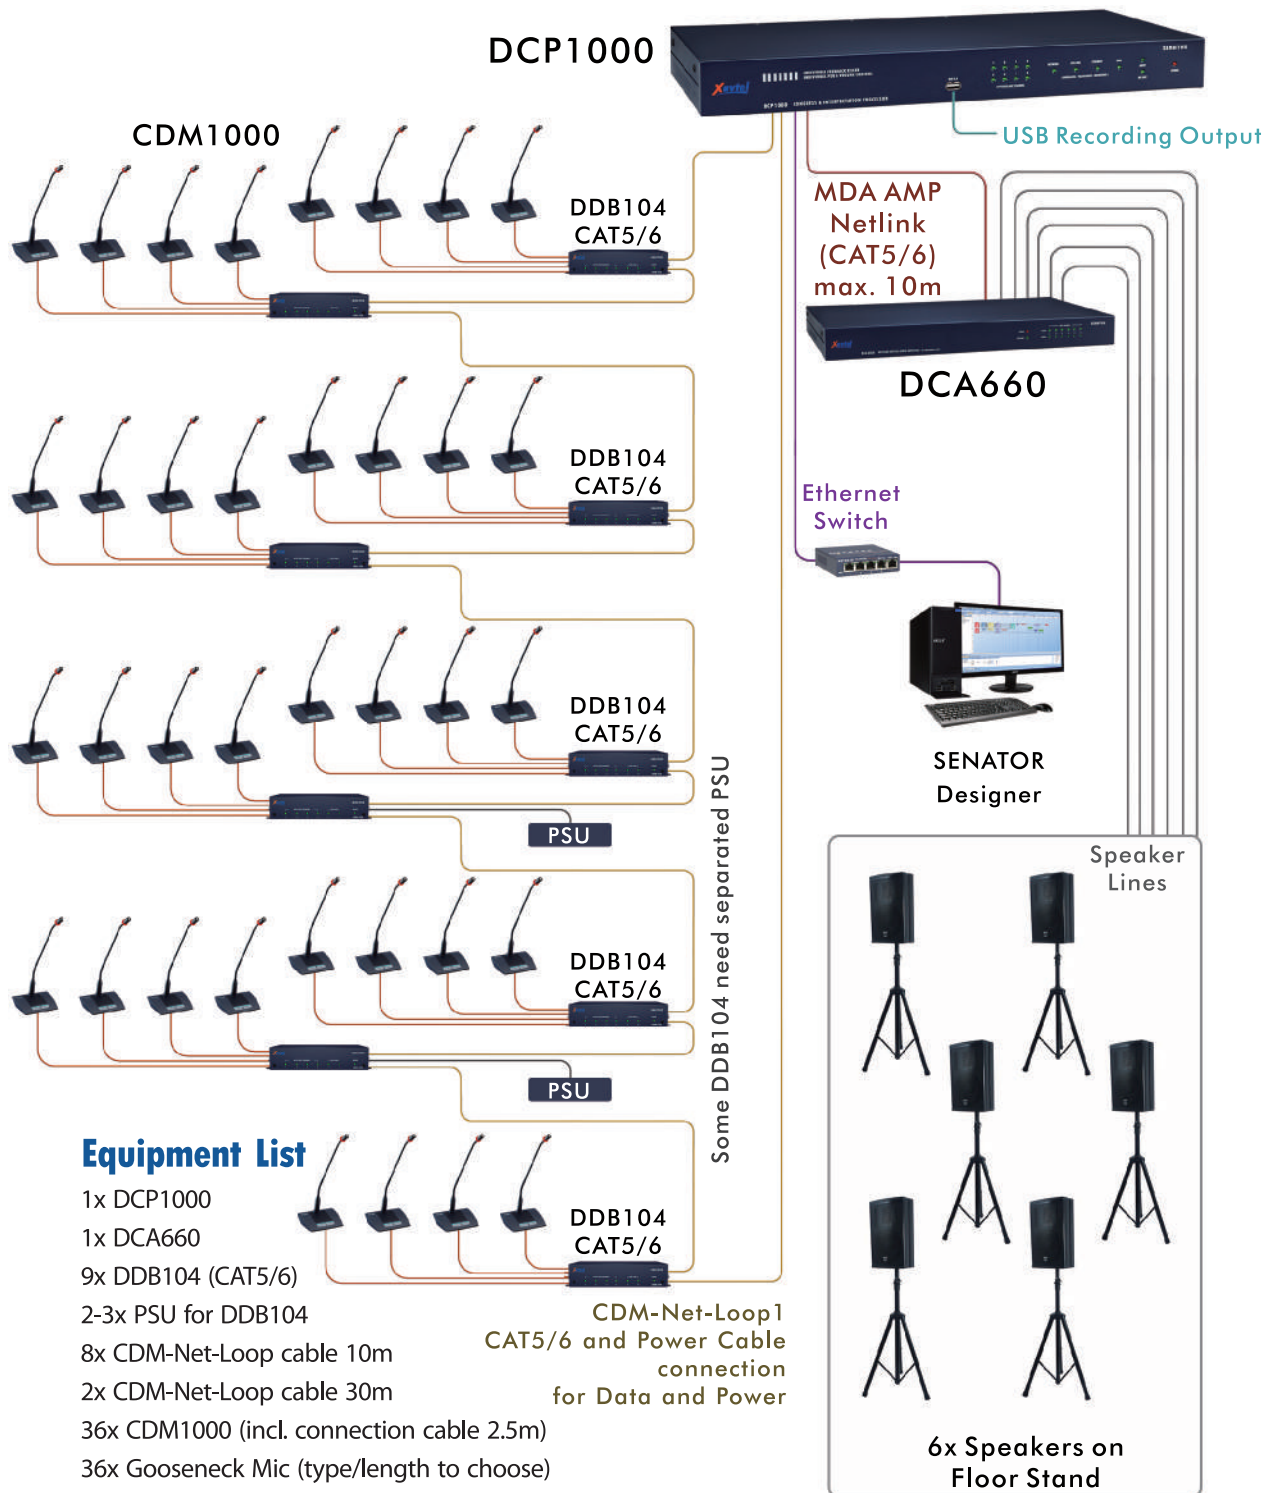 DCP1000
Xavtel
DCP1000
USB Recording Output
CDM1000
DDB104
CAT5/6
MDA AMP
Netlink
(CAT5/6)
max. 10m
DCA660
DDB104
CAT5/6
Ethernet
Switch
DDB104
CAT5/6
PSU
SENATOR
Designer
Some DDB104 need separated PSU
Speaker
Lines
DDB104
CAT5/6
PSU
DDB104
CAT5/6
CDM-Net-Loop1
CAT5/6 and Power Cable
connection
for Data and Power
Equipment List
1x DCP1000
1x DCA660
9x DDB104 (CAT5/6)
2-3x PSU for DDB104
8x CDM-Net-Loop cable 10m
2x CDM-Net-Loop cable 30m
36x CDM1000 (incl. connection cable 2.5m)
36x Gooseneck Mic (type/length to choose)
6x Speakers on
Floor Stand